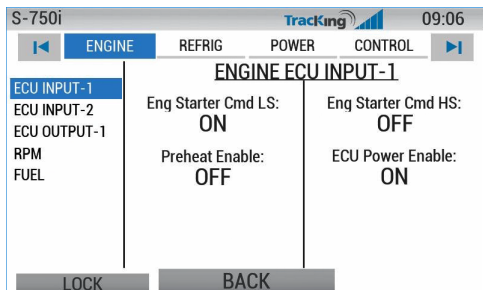 S-750i TracKing 09:06
ENGINE REFRIG POWER CONTROL
ENGINE ECU INPUT-1
ECU INPUT-1
ECU INPUT-2
ECU OUTPUT-1
RPM
FUEL
Eng Starter Cmd LS:
ON
Eng Starter Cmd HS:
OFF
Preheat Enable:
OFF
ECU Power Enable:
ON
LOCK BACK